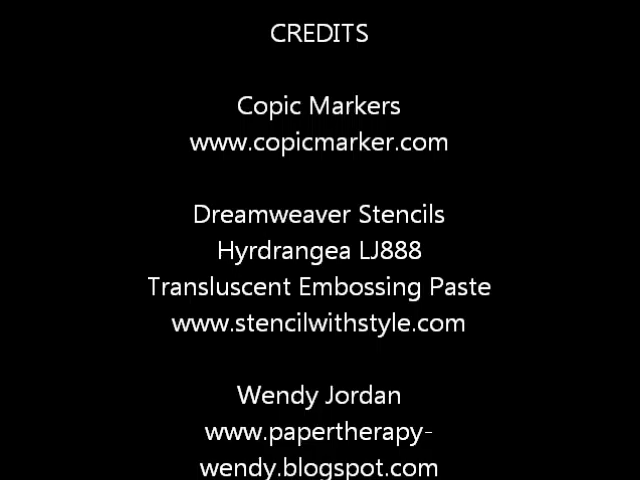 CREDITS
Copic Markers
www.copicmarker.com
Dreamweaver Stencils
Hyrdrangea LJ888
Transluscent Embossing Paste
www.stencilwithstyle.com
Wendy Jordan
www.papertherapy-
wendy.blogspot.com